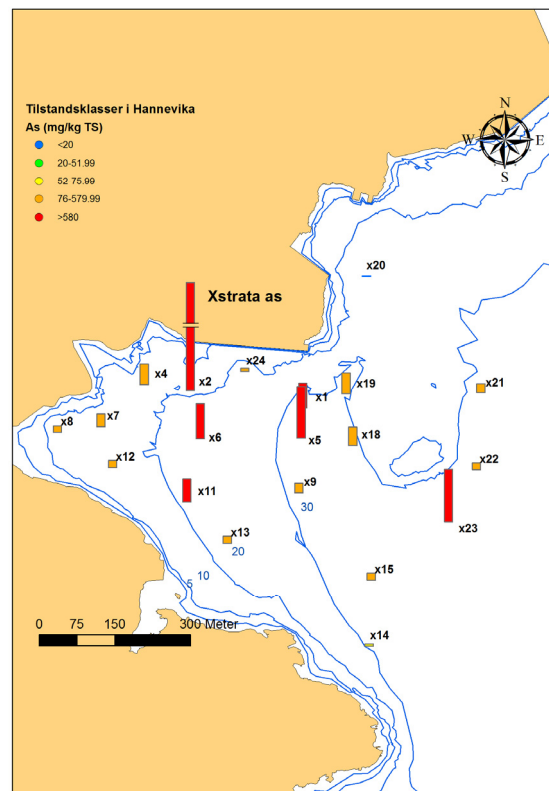 Tilstandsklasser i Hannevika
As (mg/kg TS)
<20
20-51.99
52-75.99
76-579.99
>580
N
W E
S
x20
Xstrata as
x4
x2
x24
x1
x19
x21
x8
x7
x6
x5
x18
x12
x11
x9
x22
30
x23
x13
20
x15
5
10
x14
0 75 150 300 Meter